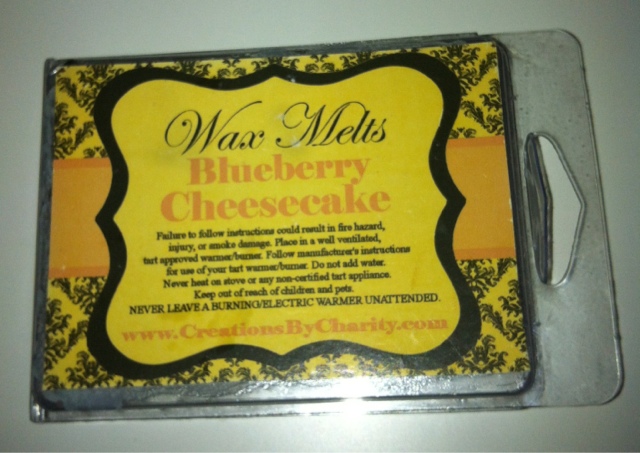 Wax Melts
Blueberry
Cheesecake
Failure to follow instructions could result in fire hazard,
injury, or smoke damage. Place in a well ventilated,
tart approved warmer/burner. Follow manufacturer's instructions
for use of your tart warmer/burner. Do not add water.
Never heat on stove or any non-certified tart appliance.
Keep out of reach of children and pets.
NEVER LEAVE A BURNING/ELECTRIC WARMER UNATTENDED.
www.CreationsByCharity.com